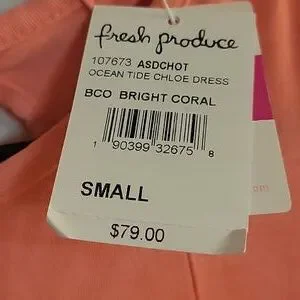 fresh produce
107673 ASDCHOT
OCEAN TIDE CHLOE DRESS
BCO BRIGHT CORAL
1 90399 32675 8
SMALL
$79.00